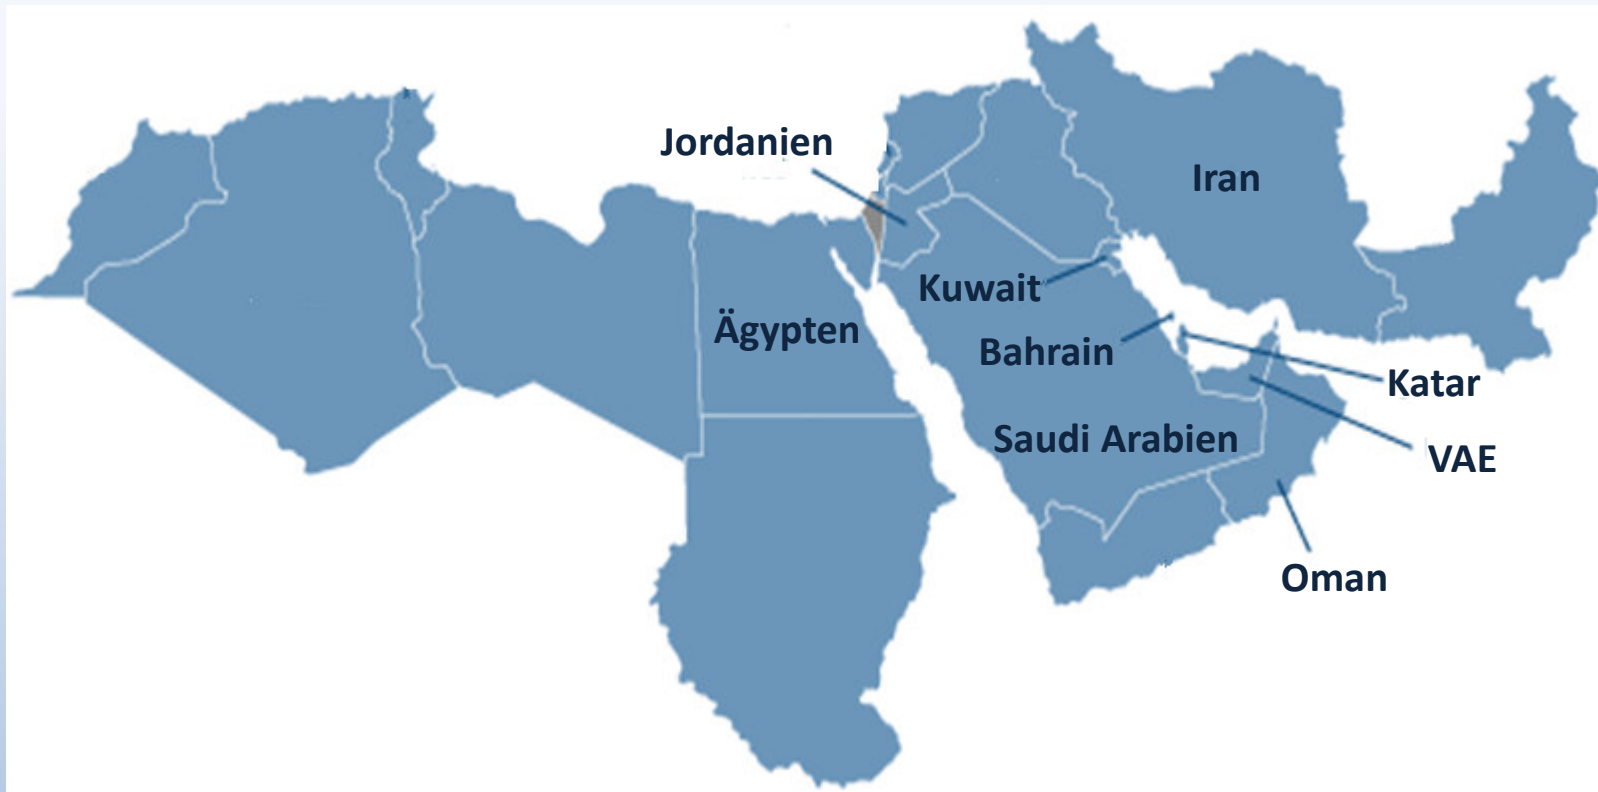 Jordanien
Iran
Kuwait
Ägypten
Bahrain
Katar
Saudi Arabien
VAE
Oman